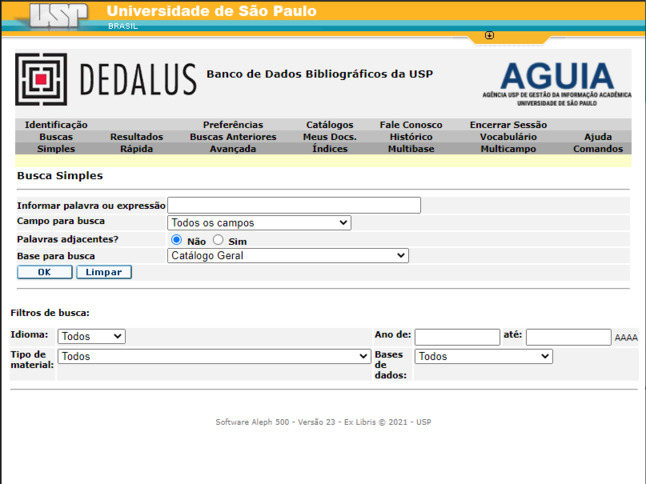 USP Universidade de São Paulo
BRASIL
DEDALUS Banco de Dados Bibliográficos da USP
AGUIA
AGÊNCIA USP DE GESTÃO DA INFORMAÇÃO ACADÊMICA
UNIVERSIDADE DE SÃO PAULO
Identificação Preferências Catálogos Fale Conosco Encerrar Sessão
Buscas Resultados Buscas Anteriores Meus Docs. Histórico Vocabulário Ajuda
Simples Rápida Avançada Índices Multibase Multicampo Comandos
Busca Simples
Informar palavra ou expressão
Campo para busca Todos os campos
Palavras adjacentes? Não Sim
Base para busca Catálogo Geral
OK Limpar
Filtros de busca:
Idioma: Todos Ano de: até: AAAA
Tipo de material: Todos Bases de dados: Todos
Software Aleph 500 - Versão 23 - Ex Libris © 2021 - USP